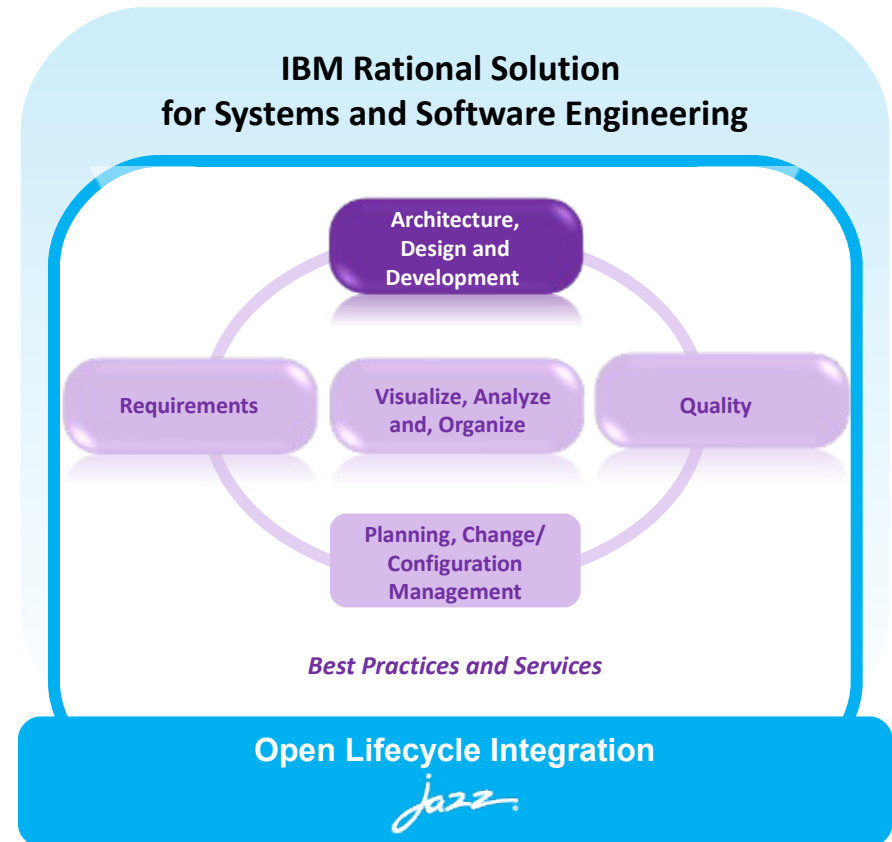 IBM Rational Solution
for Systems and Software Engineering
Architecture,
Design and
Development
Requirements
Visualize, Analyze
and, Organize
Quality
Planning, Change/
Configuration
Management
Best Practices and Services
Open Lifecycle Integration
jazz